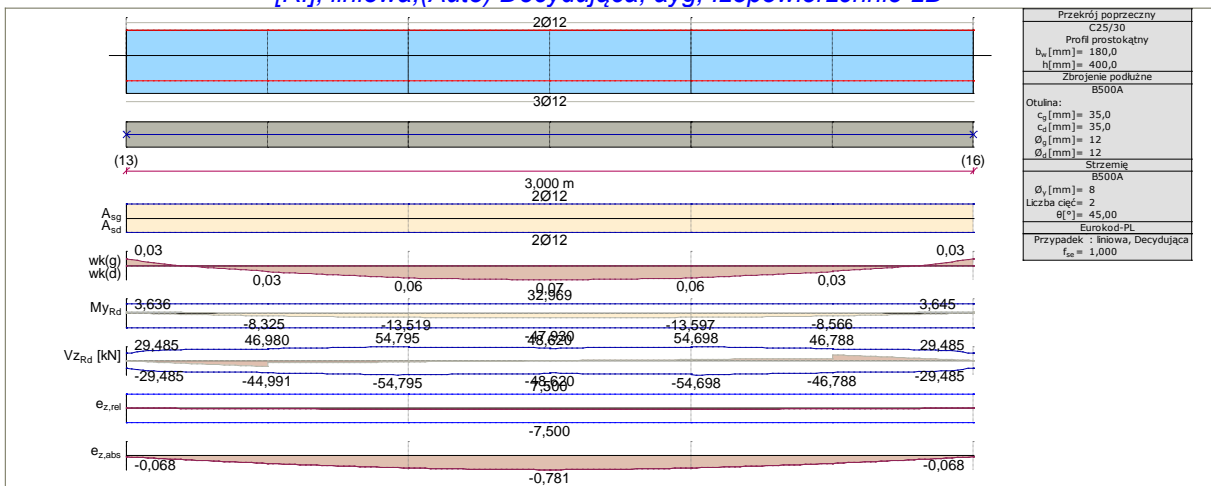 [Kr], liniowa,(Auto) Decydująca, dyg, Izopowierzchnie 2D
2Ø12
3Ø12
(13) (16)
3,000 m
2Ø12
Asg
Asd
2Ø12
0,03 0,03
wk(g)
wk(d)
0,03 0,06 0,07 0,06 0,03
32,969
MyRd 3,636 3,645
-8,325 -13,519 -47,930 -13,597 -8,566
VzRd [kN] 29,485 46,980 54,795 48,620 54,698 46,788 29,485
-29,485 -44,991 -54,795 -48,620 -54,698 -46,788 -29,485
7,500
ez,rel
-7,500
ez,abs
-0,068 -0,781 -0,068
Przekrój poprzeczny
C25/30
Profil prostokątny
bw[mm]= 180,0
h[mm]= 400,0
Zbrojenie podłużne
B500A
Otulina:
cg[mm]= 35,0
cd[mm]= 35,0
Øg[mm]= 12
Ød[mm]= 12
Strzemię
B500A
Øγ[mm]= 8
Liczba cięć= 2
θ[°]= 45,00
Eurokod-PL
Przypadek : liniowa, Decydująca
fse= 1,000